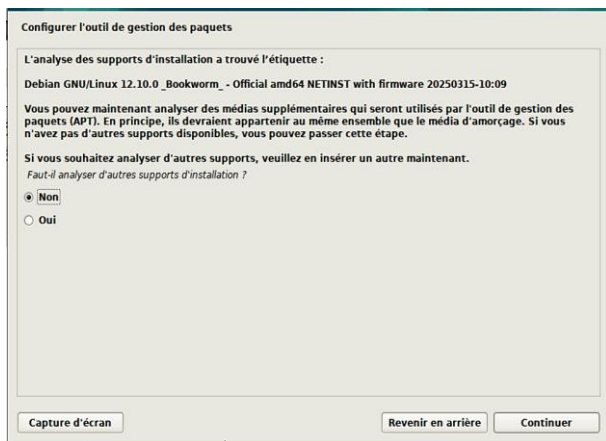 Configurer l'outil de gestion des paquets
L'analyse des supports d'installation a trouvé l'étiquette :
Debian GNU/Linux 12.10.0 _Bookworm_ - Official amd64 NETINST with firmware 20250315-10:09
Vous pouvez maintenant analyser des médias supplémentaires qui seront utilisés par l'outil de gestion des
paquets (APT). En principe, ils devraient appartenir au même ensemble que le média d'amorçage. Si vous
n'avez pas d'autres supports disponibles, vous pouvez passer cette étape.
Si vous souhaitez analyser d'autres supports, veuillez en insérer un autre maintenant.
Faut-il analyser d'autres supports d'installation ?
Non
Oui
Capture d'écran
Revenir en arrière
Continuer